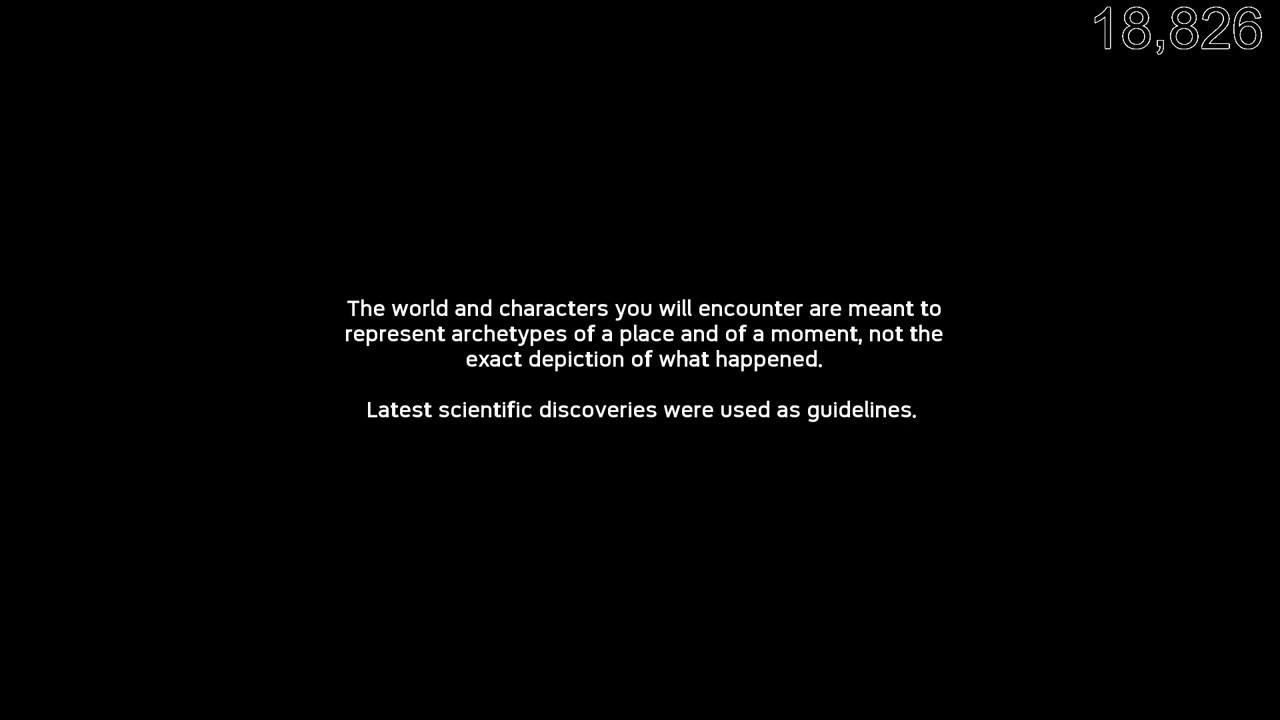 18,826
The world and characters you will encounter are meant to
represent archetypes of a place and of a moment, not the
exact depiction of what happened.
Latest scientific discoveries were used as guidelines.